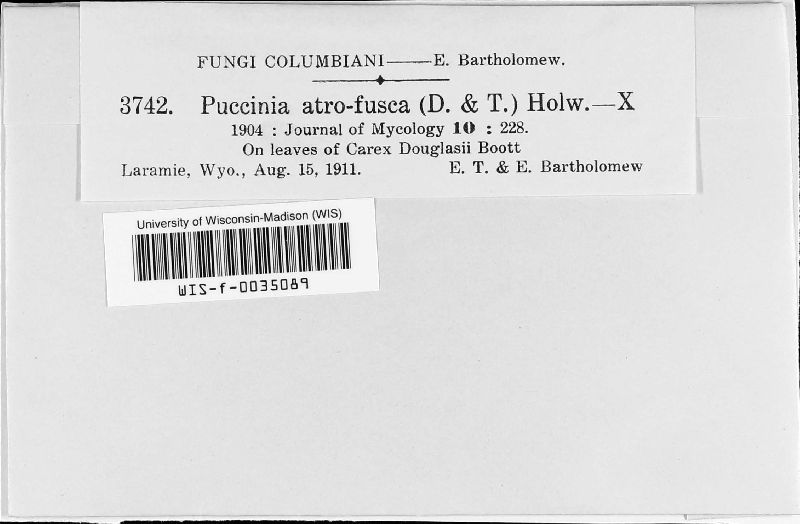 FUNGI COLUMBIANI——E. Bartholomew.
3742. Puccinia atro-fusca (D. & T.) Holw.—X
1904 : Journal of Mycology 10 : 228.
On leaves of Carex Douglasii Boott
Laramie, Wyo., Aug. 15, 1911. E. T. & E. Bartholomew
University of Wisconsin-Madison (WIS)
WIS-f-0035089